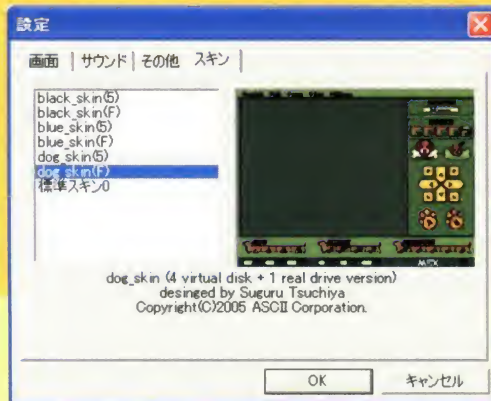 設定
画面
サウンド
その他
スキン
black_skin(5)
black_skin(F)
blue_skin(5)
blue_skin(F)
dog_skin(5)
dog_skin(F)
標準スキン0
MSX
dog_skin (4 virtual disk + 1 real drive version)
desinged by Suguru Tsuchiya
Copyright(C)2005 ASCII Corporation.
OK
キャンセル